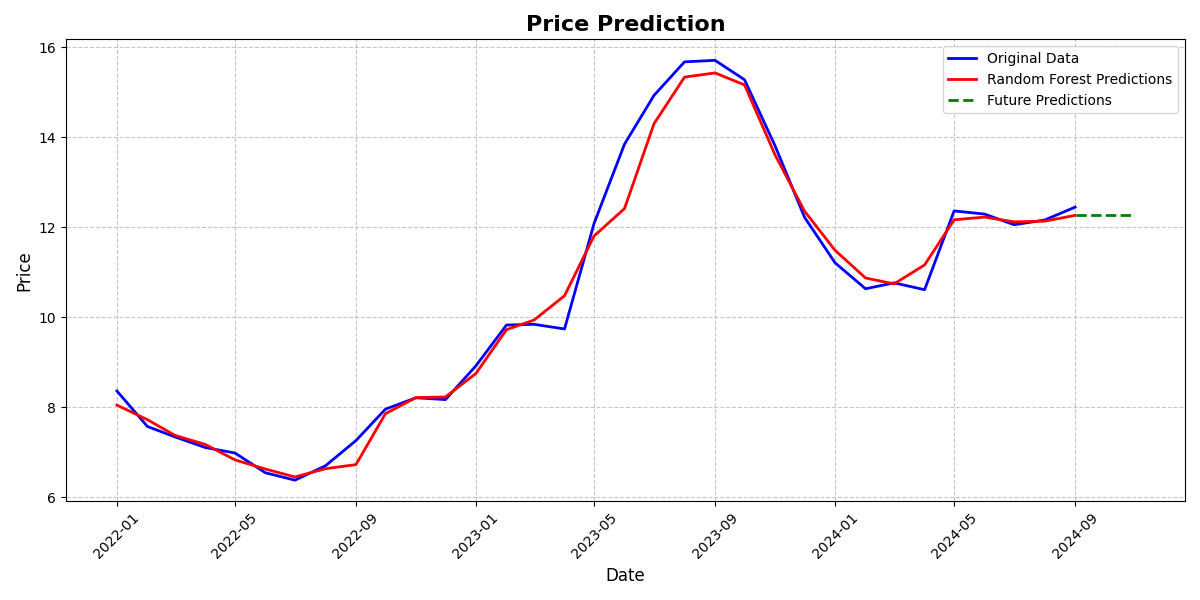 Price Prediction
Original Data
Random Forest Predictions
Future Predictions
Price
16
14
12
10
8
6
2022-01
2022-05
2022-09
2023-01
2023-05
2023-09
2024-01
2024-05
2024-09
Date